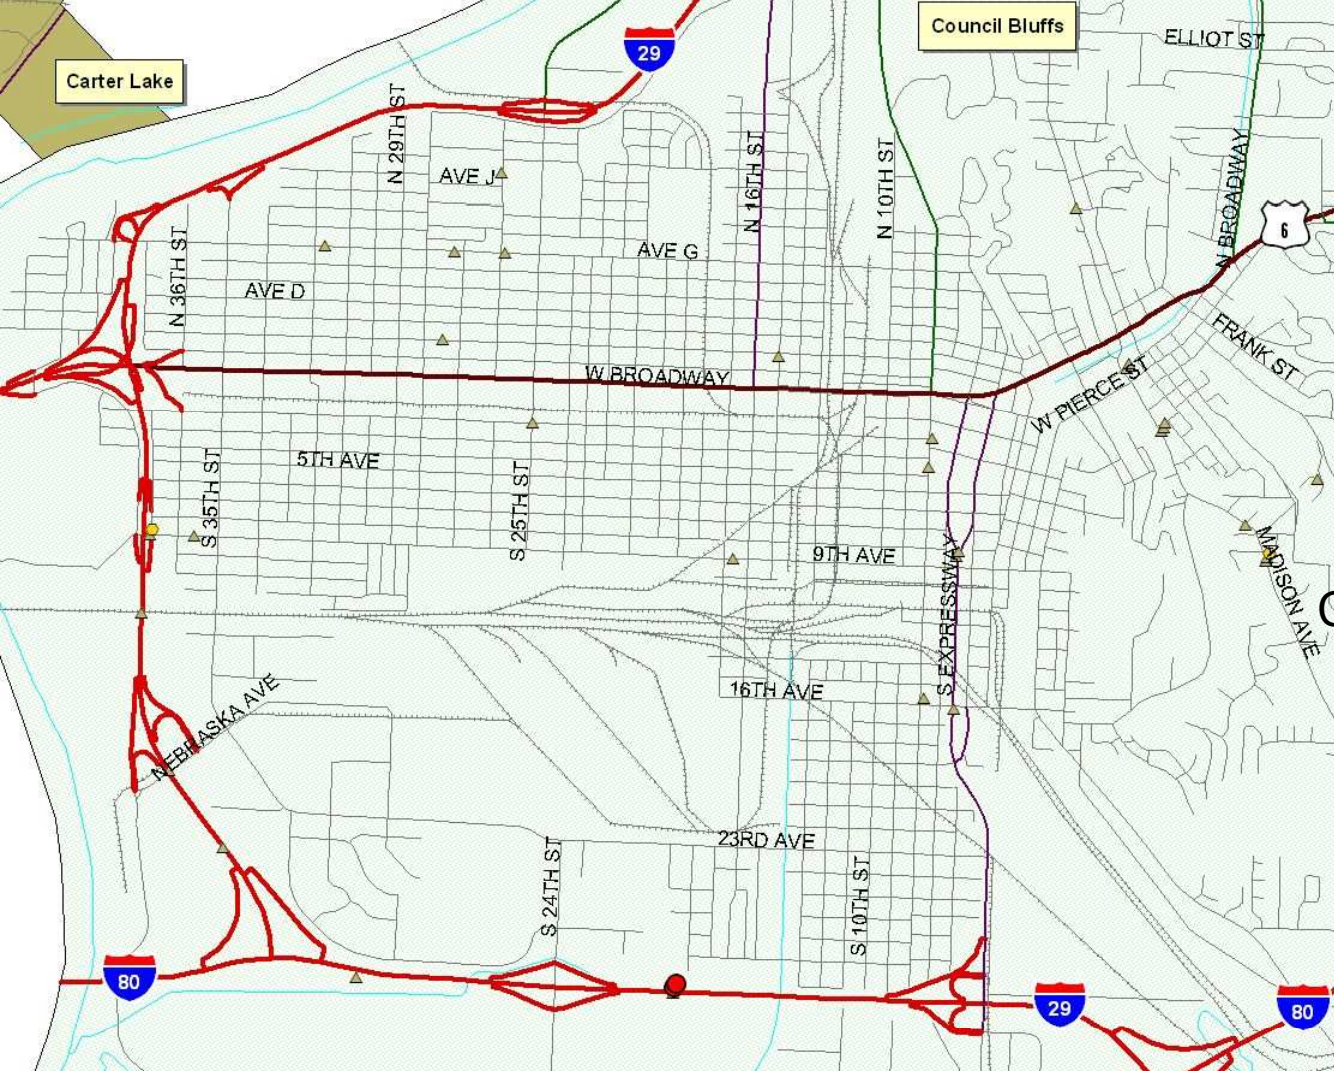 Council Bluffs
ELLIOT ST
29
Carter Lake
N 29TH ST
N 16TH ST
N 10TH ST
N BROADWAY
AVE J
6
N 36TH ST
AVE G
AVE D
FRANK ST
W BROADWAY
W PIERCE ST
5TH AVE
S 35TH ST
S 25TH ST
9TH AVE
S EXPRESSWAY
MADISON AVE
16TH AVE
NEBRASKA AVE
23RD AVE
S 24TH ST
S 10TH ST
80
29
80